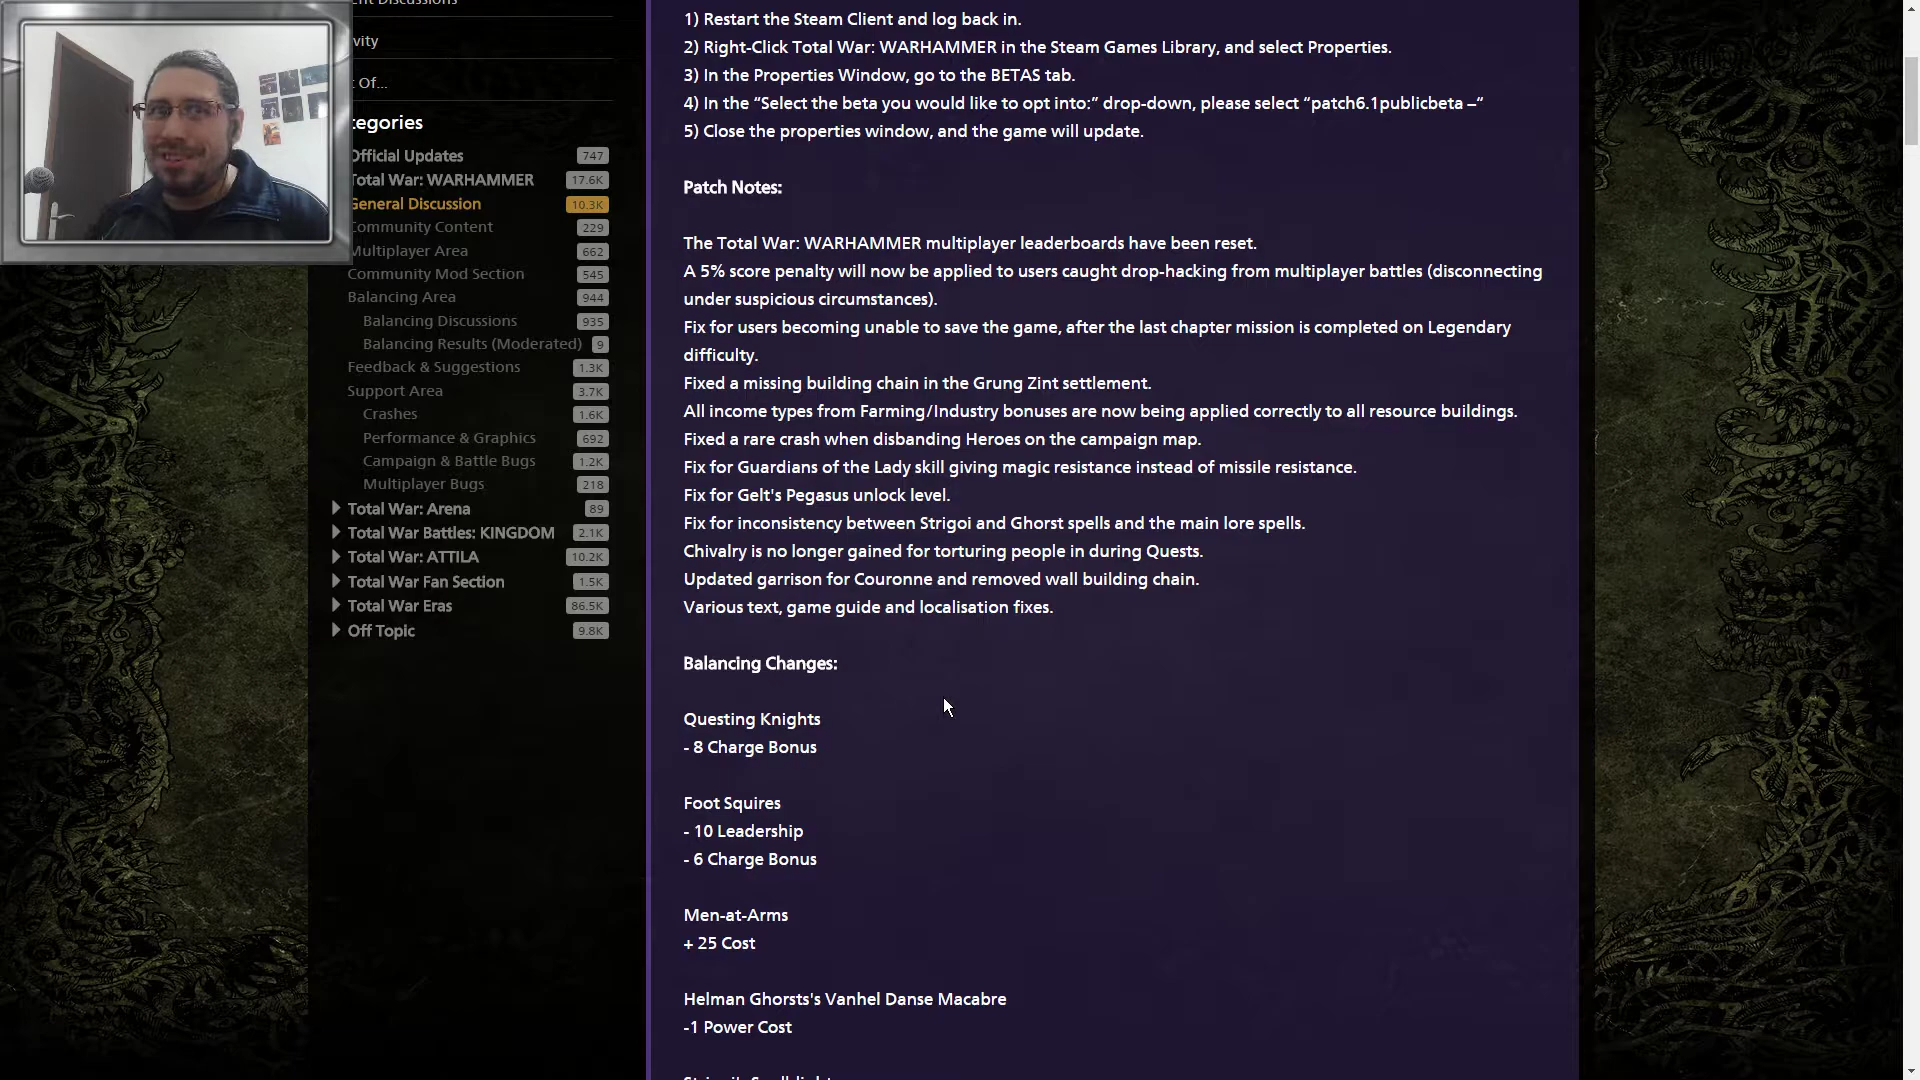 vity
t Of...
tegories
Official Updates 747
Total War: WARHAMMER 17.6K
General Discussion 10.3K
Community Content 229
Multiplayer Area 662
Community Mod Section 545
Balancing Area 944
Balancing Discussions 935
Balancing Results (Moderated) 9
Feedback & Suggestions 1.3K
Support Area 3.7K
Crashes 1.6K
Performance & Graphics 692
Campaign & Battle Bugs 1.2K
Multiplayer Bugs 218
Total War: Arena 89
Total War Battles: KINGDOM 2.1K
Total War: ATTILA 10.2K
Total War Fan Section 1.5K
Total War Eras 86.5K
Off Topic 9.8K
1) Restart the Steam Client and log back in.
2) Right-Click Total War: WARHAMMER in the Steam Games Library, and select Properties.
3) In the Properties Window, go to the BETAS tab.
4) In the “Select the beta you would like to opt into:” drop-down, please select “patch6.1publicbeta –“
5) Close the properties window, and the game will update.
Patch Notes:
The Total War: WARHAMMER multiplayer leaderboards have been reset.
A 5% score penalty will now be applied to users caught drop-hacking from multiplayer battles (disconnecting
under suspicious circumstances).
Fix for users becoming unable to save the game, after the last chapter mission is completed on Legendary
difficulty.
Fixed a missing building chain in the Grung Zint settlement.
All income types from Farming/Industry bonuses are now being applied correctly to all resource buildings.
Fixed a rare crash when disbanding Heroes on the campaign map.
Fix for Guardians of the Lady skill giving magic resistance instead of missile resistance.
Fix for Gelt's Pegasus unlock level.
Fix for inconsistency between Strigoi and Ghorst spells and the main lore spells.
Chivalry is no longer gained for torturing people in during Quests.
Updated garrison for Couronne and removed wall building chain.
Various text, game guide and localisation fixes.
Balancing Changes:
Questing Knights
- 8 Charge Bonus
Foot Squires
- 10 Leadership
- 6 Charge Bonus
Men-at-Arms
+ 25 Cost
Helman Ghorsts's Vanhel Danse Macabre
-1 Power Cost